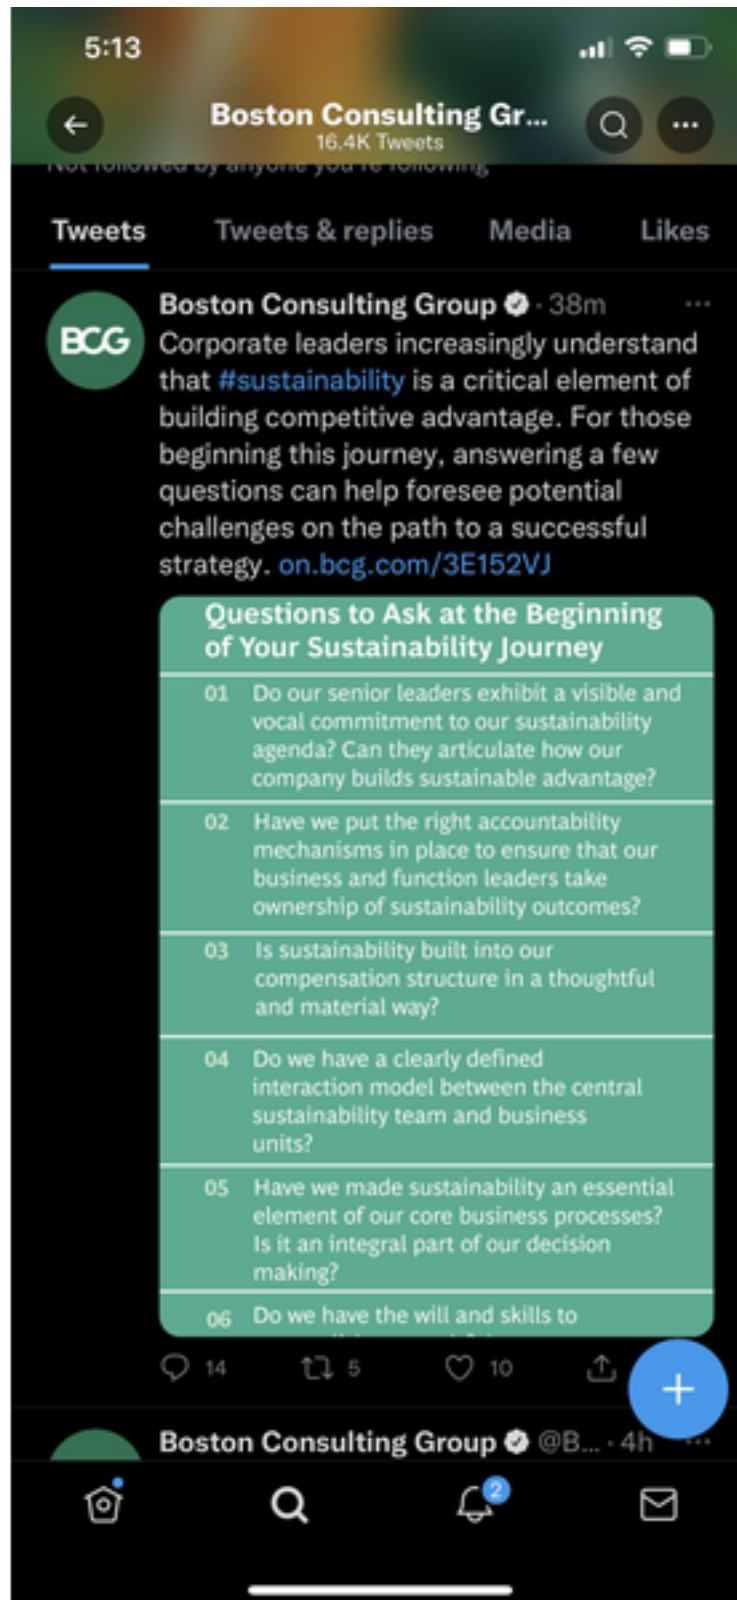 5:13
Boston Consulting Gr...
16.4K Tweets
Not followed by anyone you're following
Tweets Tweets & replies Media Likes
Boston Consulting Group · 38m ...
BCG
Corporate leaders increasingly understand
that #sustainability is a critical element of
building competitive advantage. For those
beginning this journey, answering a few
questions can help foresee potential
challenges on the path to a successful
strategy. on.bcg.com/3E152VJ
Questions to Ask at the Beginning
of Your Sustainability Journey
01 Do our senior leaders exhibit a visible and
vocal commitment to our sustainability
agenda? Can they articulate how our
company builds sustainable advantage?
02 Have we put the right accountability
mechanisms in place to ensure that our
business and function leaders take
ownership of sustainability outcomes?
03 Is sustainability built into our
compensation structure in a thoughtful
and material way?
04 Do we have a clearly defined
interaction model between the central
sustainability team and business
units?
05 Have we made sustainability an essential
element of our core business processes?
Is it an integral part of our decision
making?
06 Do we have the will and skills to
14 5 10
Boston Consulting Group @B... · 4h ...
2